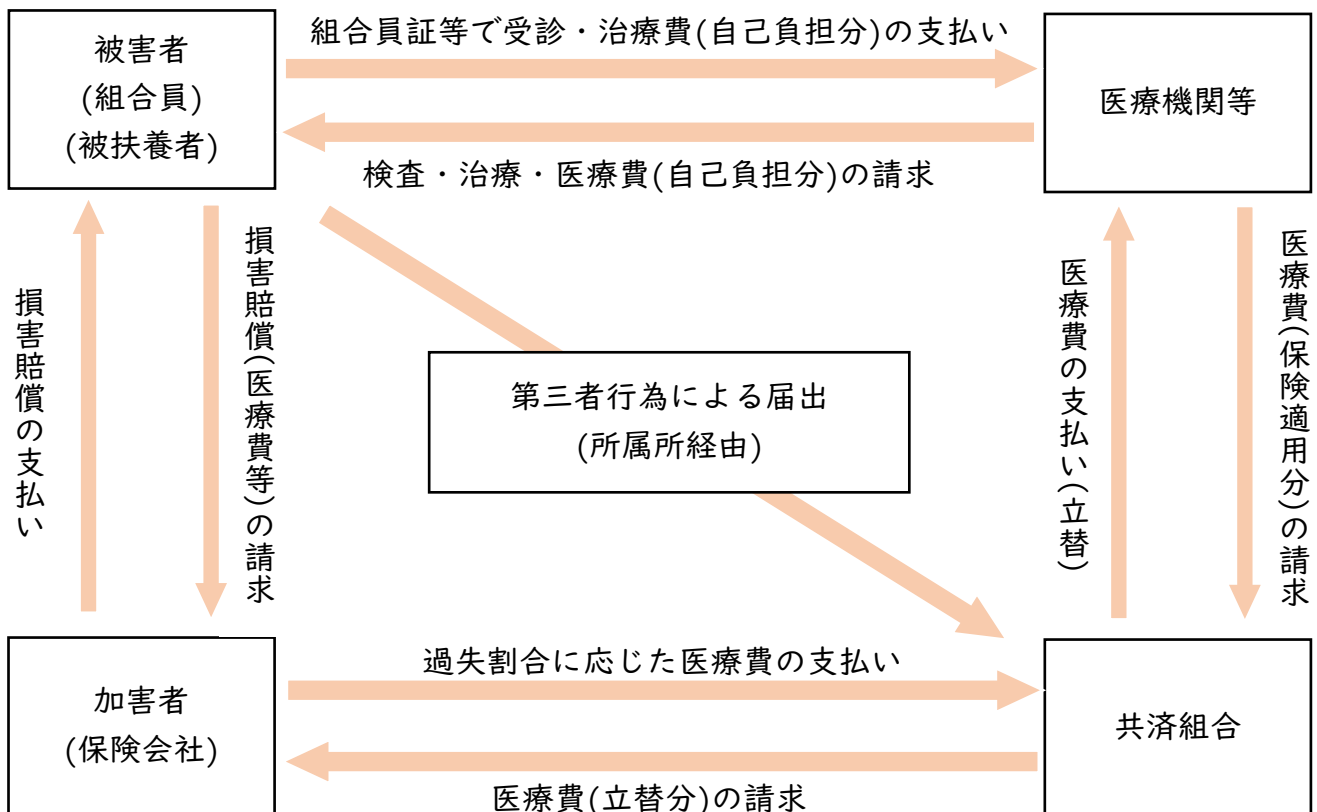 被害者
(組合員)
(被扶養者)
組合員証等で受診・治療費(自己負担分)の支払い
医療機関等
検査・治療・医療費(自己負担分)の請求
損害賠償の支払い
損害賠償(医療費等)の請求
第三者行為による届出
(所属所経由)
医療費の支払い(立替)
医療費(保険適用分)の請求
加害者
(保険会社)
過失割合に応じた医療費の支払い
共済組合
医療費(立替分)の請求